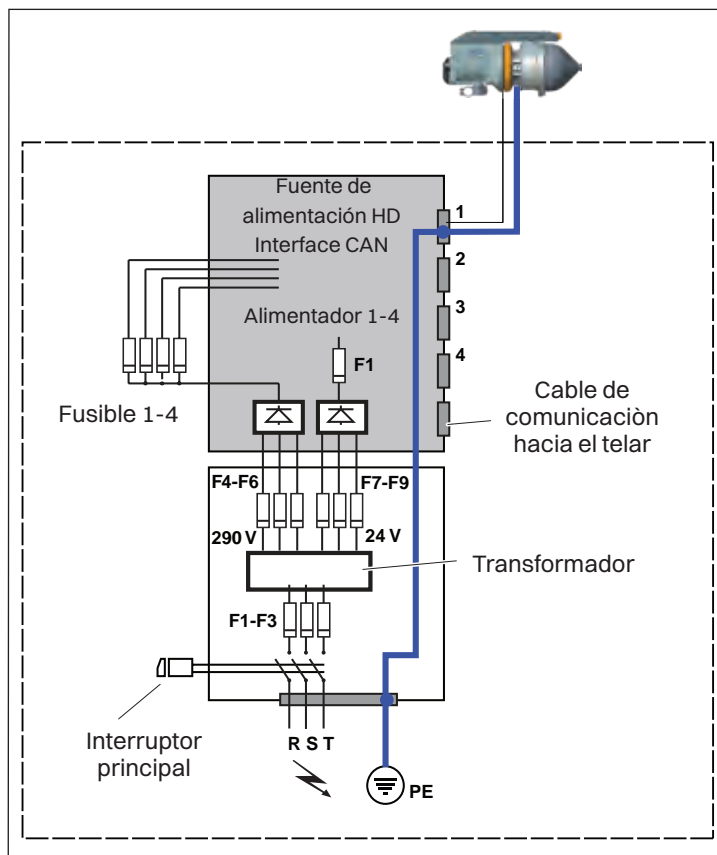 Fuente de
alimentación HD
Interface CAN
1
2
3
4
Alimentador 1-4
F1
Fusible 1-4
Cable de
comunicaciòn
hacia el telar
F4-F6
F7-F9
290 V
24 V
Transformador
F1-F3
Interruptor
principal
R S T
PE